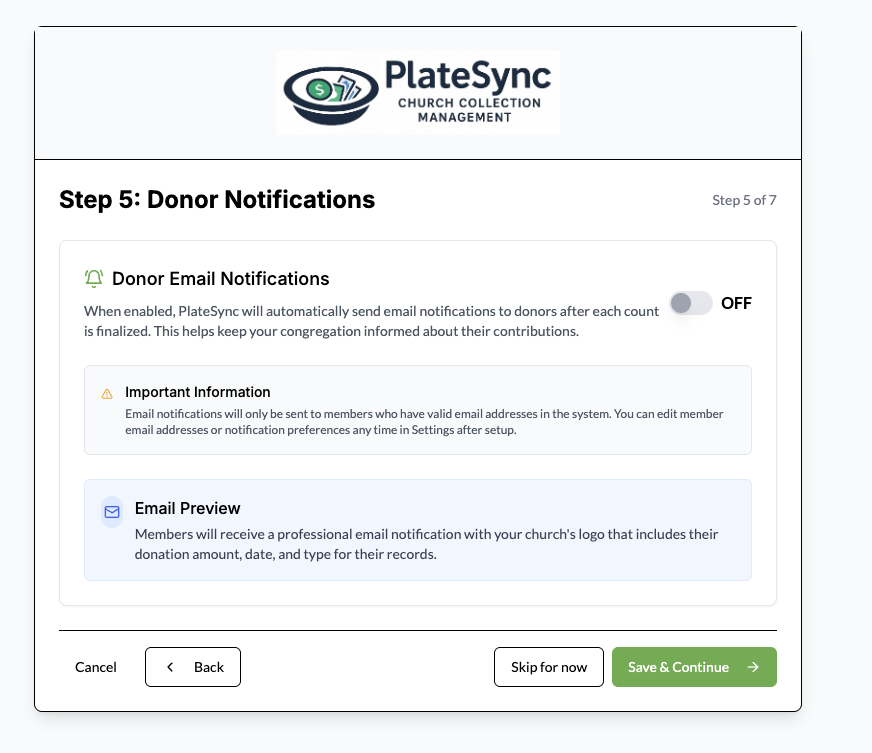 $
PlateSync
CHURCH COLLECTION
MANAGEMENT
Step 5: Donor Notifications
Step 5 of 7
Donor Email Notifications
When enabled, PlateSync will automatically send email notifications to donors after each count
is finalized. This helps keep your congregation informed about their contributions.
OFF
Important Information
Email notifications will only be sent to members who have valid email addresses in the system. You can edit member
email addresses or notification preferences any time in Settings after setup.
Email Preview
Members will receive a professional email notification with your church's logo that includes their
donation amount, date, and type for their records.
Cancel
Back
Skip for now
Save & Continue